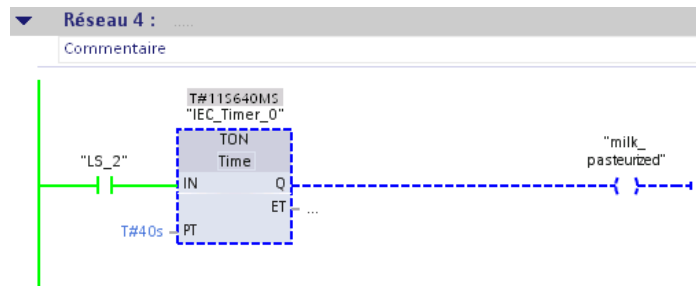 Réseau 4 : .....
Commentaire
T#11S640MS
"IEC_Timer_0"
TON
Time
"LS_2"
"milk_
pasteurized"
IN
Q
ET
...
T#40s
PT